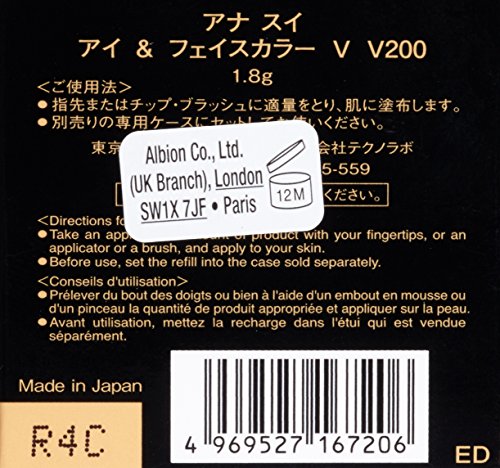 アナ スイ
アイ & フェイスカラー V V200
1.8g
<ご使用法>
●指先またはチップ・ブラッシュに適量をとり、肌に塗布します。
●別売りの専用ケースにセットしてお使いください。
東京
会社テクノラボ
5-559
ください。
Albion Co., Ltd.
(UK Branch), London
SW1X 7JF • Paris
12M
<Directions for
●Take an appropriate amount of product with your fingertips, or an
applicator or a brush, and apply to your skin.
●Before use, set the refill into the case sold separately.
<Conseils d'utilisation>
●Prélever du bout des doigts ou bien à l'aide d'un embout en mousse ou
d'un pinceau la quantité de produit appropriée et appliquer sur la peau.
●Avant utilisation, mettez la recharge dans l'étui qui est vendue
séparément.
Made in Japan
R4C
4 969527 167206
ED